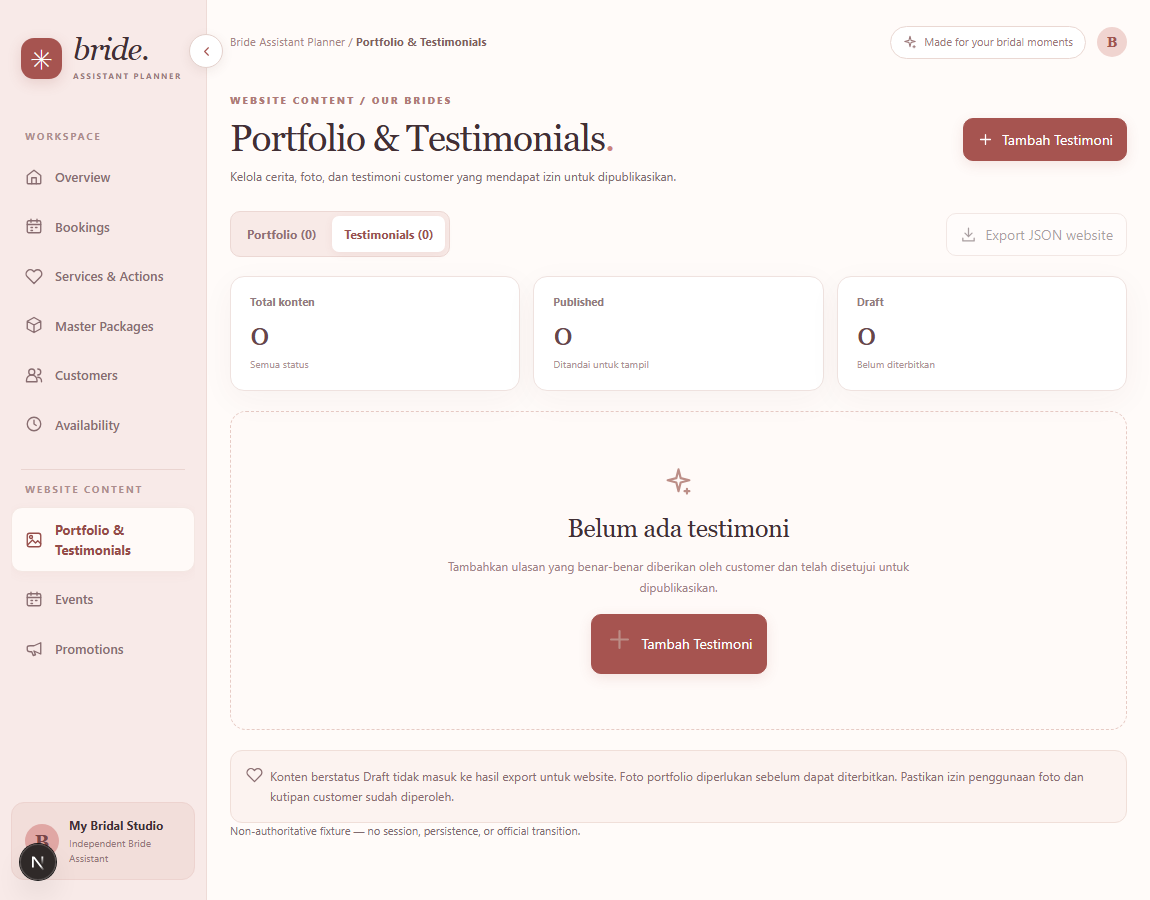 bride.
ASSISTANT PLANNER
WORKSPACE
Overview
Bookings
Services & Actions
Master Packages
Customers
Availability
WEBSITE CONTENT
Portfolio &
Testimonials
Events
Promotions
B
My Bridal Studio
Independent Bride
Assistant
N
Bride Assistant Planner / Portfolio & Testimonials
Made for your bridal moments
B
WEBSITE CONTENT / OUR BRIDES
Portfolio & Testimonials.
Kelola cerita, foto, dan testimoni customer yang mendapat izin untuk dipublikasikan.
Tambah Testimoni
Portfolio (0)
Testimonials (0)
Export JSON website
Total konten
0
Semua status
Published
0
Ditandai untuk tampil
Draft
0
Belum diterbitkan
Belum ada testimoni
Tambahkan ulasan yang benar-benar diberikan oleh customer dan telah disetujui untuk
dipublikasikan.
Tambah Testimoni
Konten berstatus Draft tidak masuk ke hasil export untuk website. Foto portfolio diperlukan sebelum dapat diterbitkan. Pastikan izin penggunaan foto dan
kutipan customer sudah diperoleh.
Non-authoritative fixture — no session, persistence, or official transition.